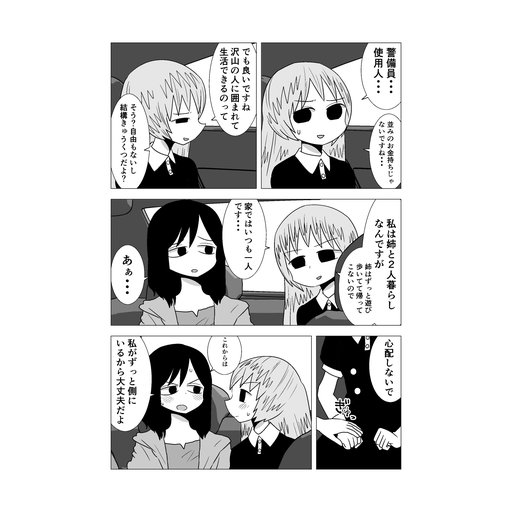 警備員・・・
使用人・・・
並みのお金持ちじゃ
ないですね・・・
でも良いですね
沢山の人に囲まれて
生活できるのって
そう？自由もないし
結構きゅうくつだよ？
私は姉と２人暮らし
なんですが
姉はずっと遊び
歩いてて帰って
こないので
家ではいつも一人
です・・・
あぁ・・・
心配しないで
ギュッ
これからは
私がずっと側に
いるから大丈夫だよ